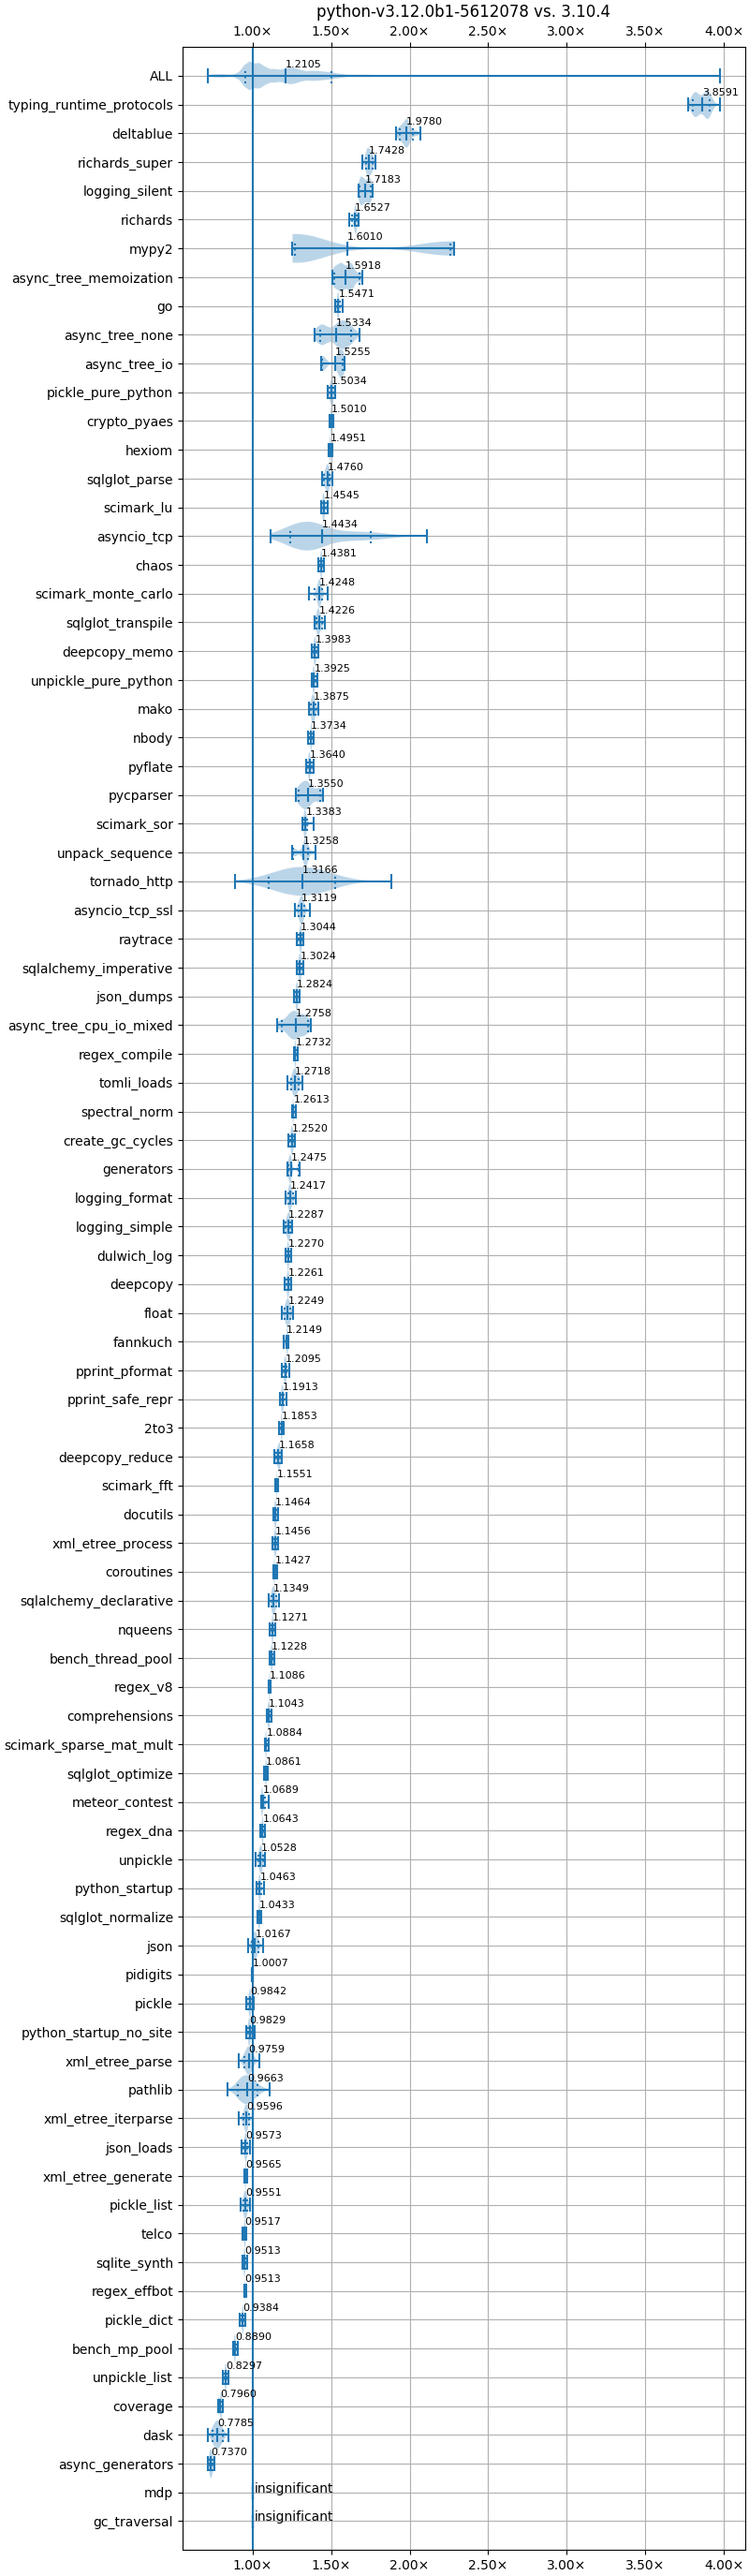 python-v3.12.0b1-5612078 vs. 3.10.4
1.00× 1.50× 2.00× 2.50× 3.00× 3.50× 4.00×
ALL 1.2105
typing_runtime_protocols 3.8591
deltablue 1.9780
richards_super 1.7428
logging_silent 1.7183
richards 1.6527
mypy2 1.6010
async_tree_memoization 1.5918
go 1.5471
async_tree_none 1.5334
async_tree_io 1.5255
pickle_pure_python 1.5034
crypto_pyaes 1.5010
hexiom 1.4951
sqlglot_parse 1.4760
scimark_lu 1.4545
asyncio_tcp 1.4434
chaos 1.4381
scimark_monte_carlo 1.4248
sqlglot_transpile 1.4226
deepcopy_memo 1.3983
unpickle_pure_python 1.3925
mako 1.3875
nbody 1.3734
pyflate 1.3640
pycparser 1.3550
scimark_sor 1.3383
unpack_sequence 1.3258
tornado_http 1.3166
asyncio_tcp_ssl 1.3119
raytrace 1.3044
sqlalchemy_imperative 1.3024
json_dumps 1.2824
async_tree_cpu_io_mixed 1.2758
regex_compile 1.2732
tomli_loads 1.2718
spectral_norm 1.2613
create_gc_cycles 1.2520
generators 1.2475
logging_format 1.2417
logging_simple 1.2287
dulwich_log 1.2270
deepcopy 1.2261
float 1.2249
fannkuch 1.2149
pprint_pformat 1.2095
pprint_safe_repr 1.1913
2to3 1.1853
deepcopy_reduce 1.1658
scimark_fft 1.1551
docutils 1.1464
xml_etree_process 1.1456
coroutines 1.1427
sqlalchemy_declarative 1.1349
nqueens 1.1271
bench_thread_pool 1.1228
regex_v8 1.1086
comprehensions 1.1043
scimark_sparse_mat_mult 1.0884
sqlglot_optimize 1.0861
meteor_contest 1.0689
regex_dna 1.0643
unpickle 1.0528
python_startup 1.0463
sqlglot_normalize 1.0433
json 1.0167
pidigits 1.0007
pickle 0.9842
python_startup_no_site 0.9829
xml_etree_parse 0.9759
pathlib 0.9663
xml_etree_iterparse 0.9596
json_loads 0.9573
xml_etree_generate 0.9565
pickle_list 0.9551
telco 0.9517
sqlite_synth 0.9513
regex_effbot 0.9513
pickle_dict 0.9384
bench_mp_pool 0.8890
unpickle_list 0.8297
coverage 0.7960
dask 0.7785
async_generators 0.7370
mdp insignificant
gc_traversal insignificant
1.00× 1.50× 2.00× 2.50× 3.00× 3.50× 4.00×